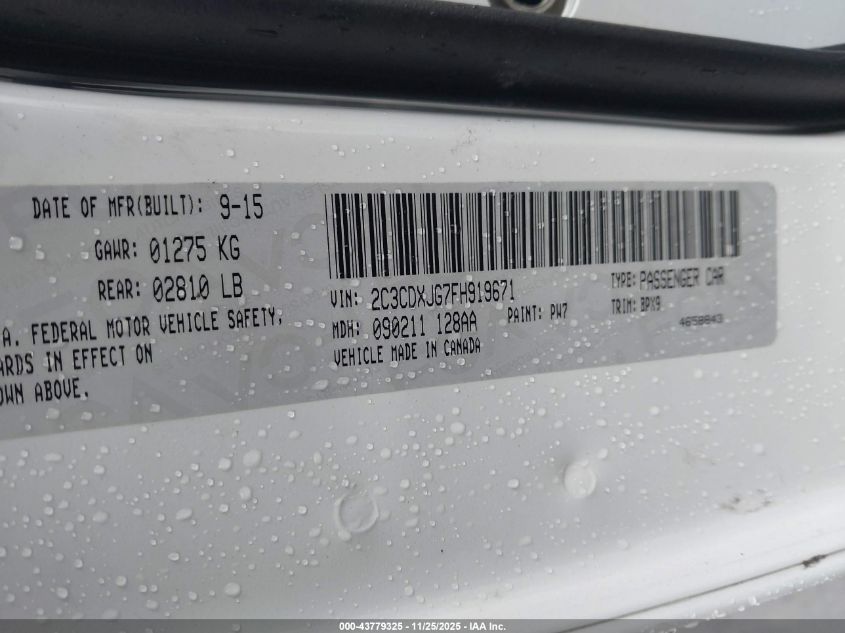 DATE OF MFR(BUILT): 9-15
GAWR: 01275 KG
REAR: 02810 LB
A. FEDERAL MOTOR VEHICLE SAFETY,
ARDS IN EFFECT ON
OWN ABOVE.
VIN: 2C3CDXJG7FH919671
TYPE: PASSENGER CAR
MDH: 090211 128AA
PAINT: PW7
TRIM: BPX9
4658843
VEHICLE MADE IN CANADA
000-43779325 - 11/25/2025 - IAA Inc.